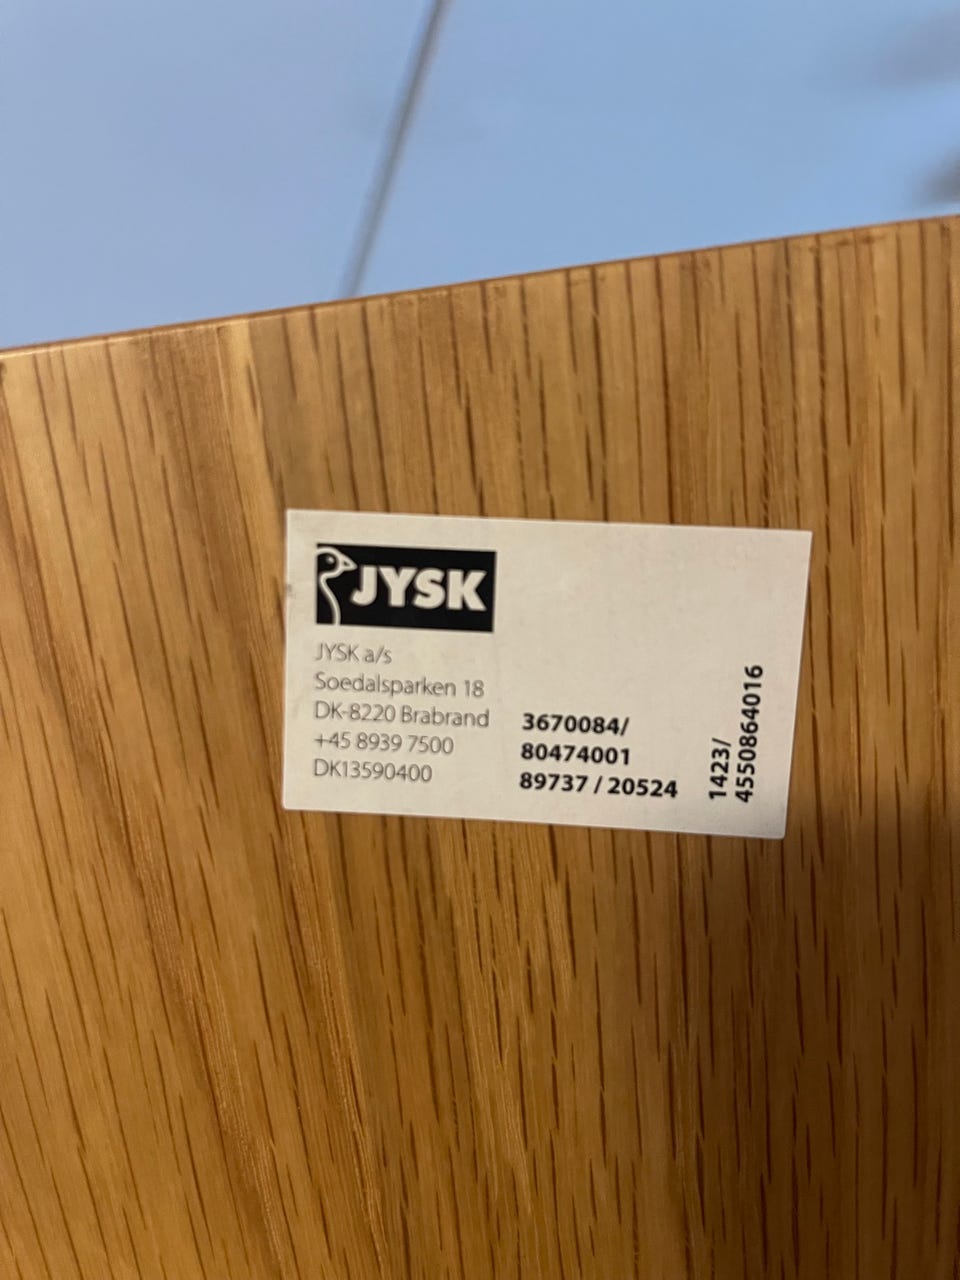 JYSK
JYSK a/s
Soedalsparken 18
DK-8220 Brabrand
+45 8939 7500
DK13590400
3670084/
80474001
89737 / 20524
1423/
4550864016